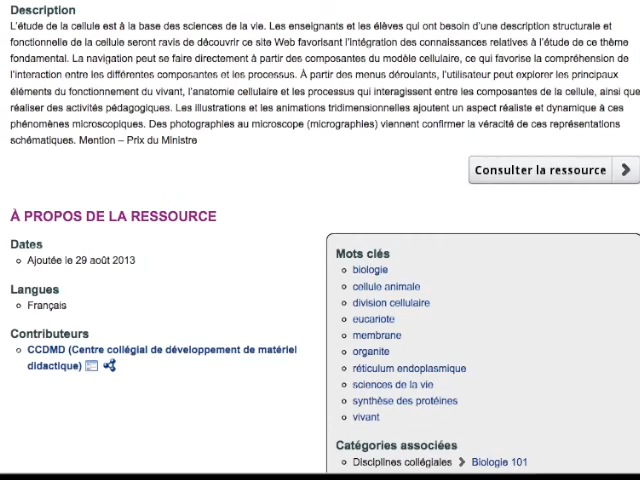 Description
L'étude de la cellule est à la base des sciences de la vie. Les enseignants et les élèves qui ont besoin d'une description structurale et
fonctionnelle de la cellule seront ravis de découvrir ce site Web favorisant l'intégration des connaissances relatives à l'étude de ce thème
fondamental. La navigation peut se faire directement à partir des composantes du modèle cellulaire, ce qui favorise la compréhension de
l'interaction entre les différentes composantes et les processus. À partir des menus déroulants, l'utilisateur peut explorer les principaux
éléments du fonctionnement du vivant, l'anatomie cellulaire et les processus qui interagissent entre les composantes de la cellule, ainsi que
réaliser des activités pédagogiques. Les illustrations et les animations tridimensionnelles ajoutent un aspect réaliste et dynamique à ces
phénomènes microscopiques. Des photographies au microscope (micrographies) viennent confirmer la véracité de ces représentations
schématiques. Mention – Prix du Ministre
Consulter la ressource
À PROPOS DE LA RESSOURCE
Dates
Ajoutée le 29 août 2013
Langues
Français
Contributeurs
CCDMD (Centre collégial de développement de matériel
didactique)
Mots clés
biologie
cellule animale
division cellulaire
eucariote
membrane
organite
réticulum endoplasmique
sciences de la vie
synthèse des protéines
vivant
Catégories associées
Disciplines collégiales Biologie 101